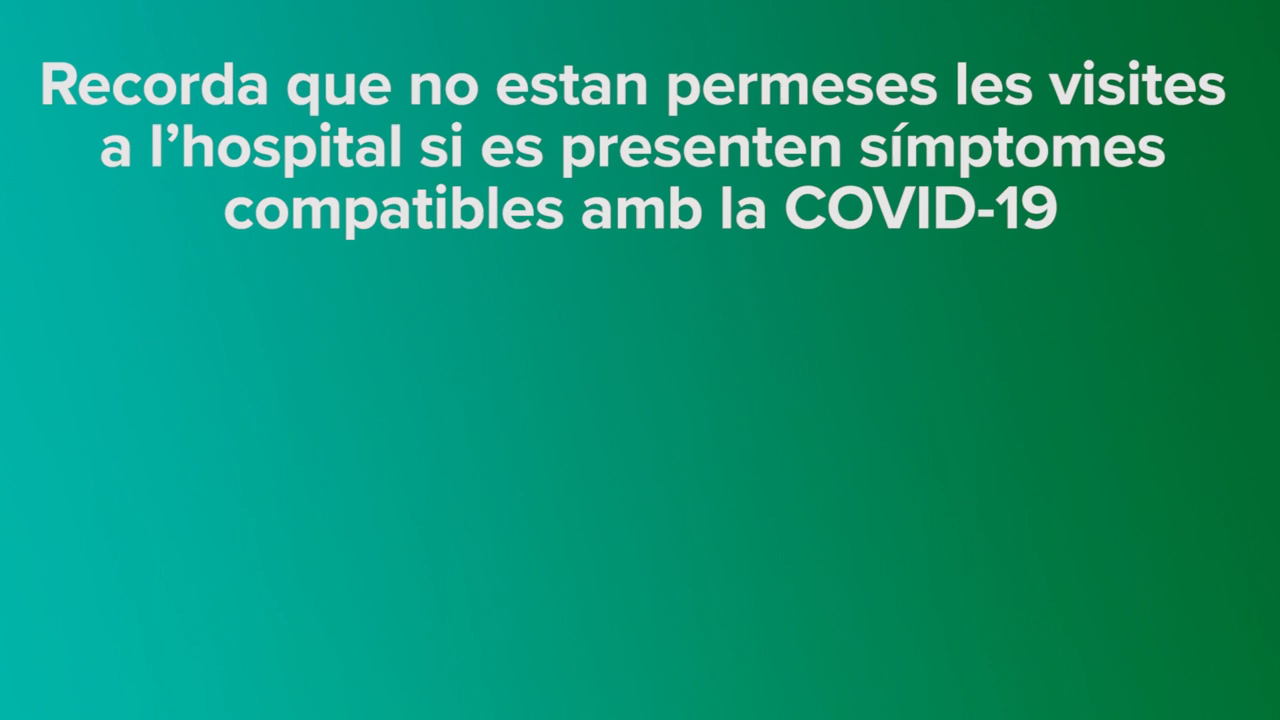 Recorda que no estan permeses les visites
a l’hospital si es presenten símptomes
compatibles amb la COVID-19